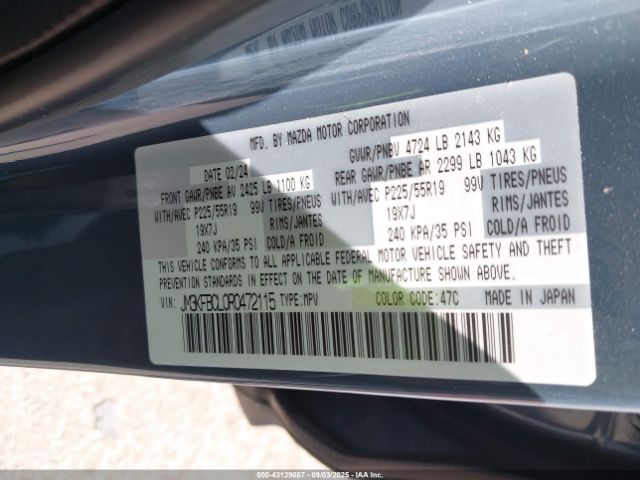 MFD. BY MAZDA MOTOR CORPORATION
DATE 02/24
GVWR/PNBV 4724 LB 2143 KG
FRONT GAWR/PNBE AV 2425 LB 1100 KG
REAR GAWR/PNBE AR 2299 LB 1043 KG
WITH/AVEC P225/55R19 99V TIRES/PNEUS
WITH/AVEC P225/55R19 99V TIRES/PNEUS
19X7J RIMS/JANTES
19X7J RIMS/JANTES
240 KPA/35 PSI COLD/A FROID
240 KPA/35 PSI COLD/A FROID
THIS VEHICLE CONFORMS TO ALL APPLICABLE FEDERAL MOTOR VEHICLE SAFETY AND THEFT
PREVENTION STANDARDS IN EFFECT ON THE DATE OF MANUFACTURE SHOWN ABOVE.
VIN: JM3KFBCL0R0472115 TYPE:MPV COLOR CODE:47C MADE IN JAPAN
000-43129687 - 09/03/2025 - IAA Inc.